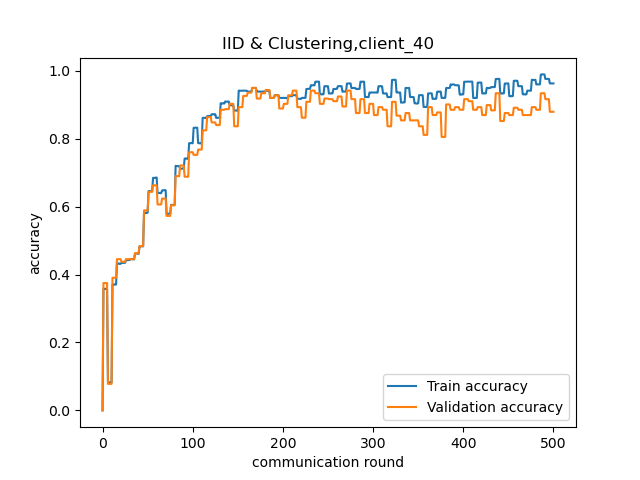 IID & Clustering,client_40
accuracy
1.0
0.8
0.6
0.4
0.2
0.0
Train accuracy
Validation accuracy
0
100
200
300
400
500
communication round